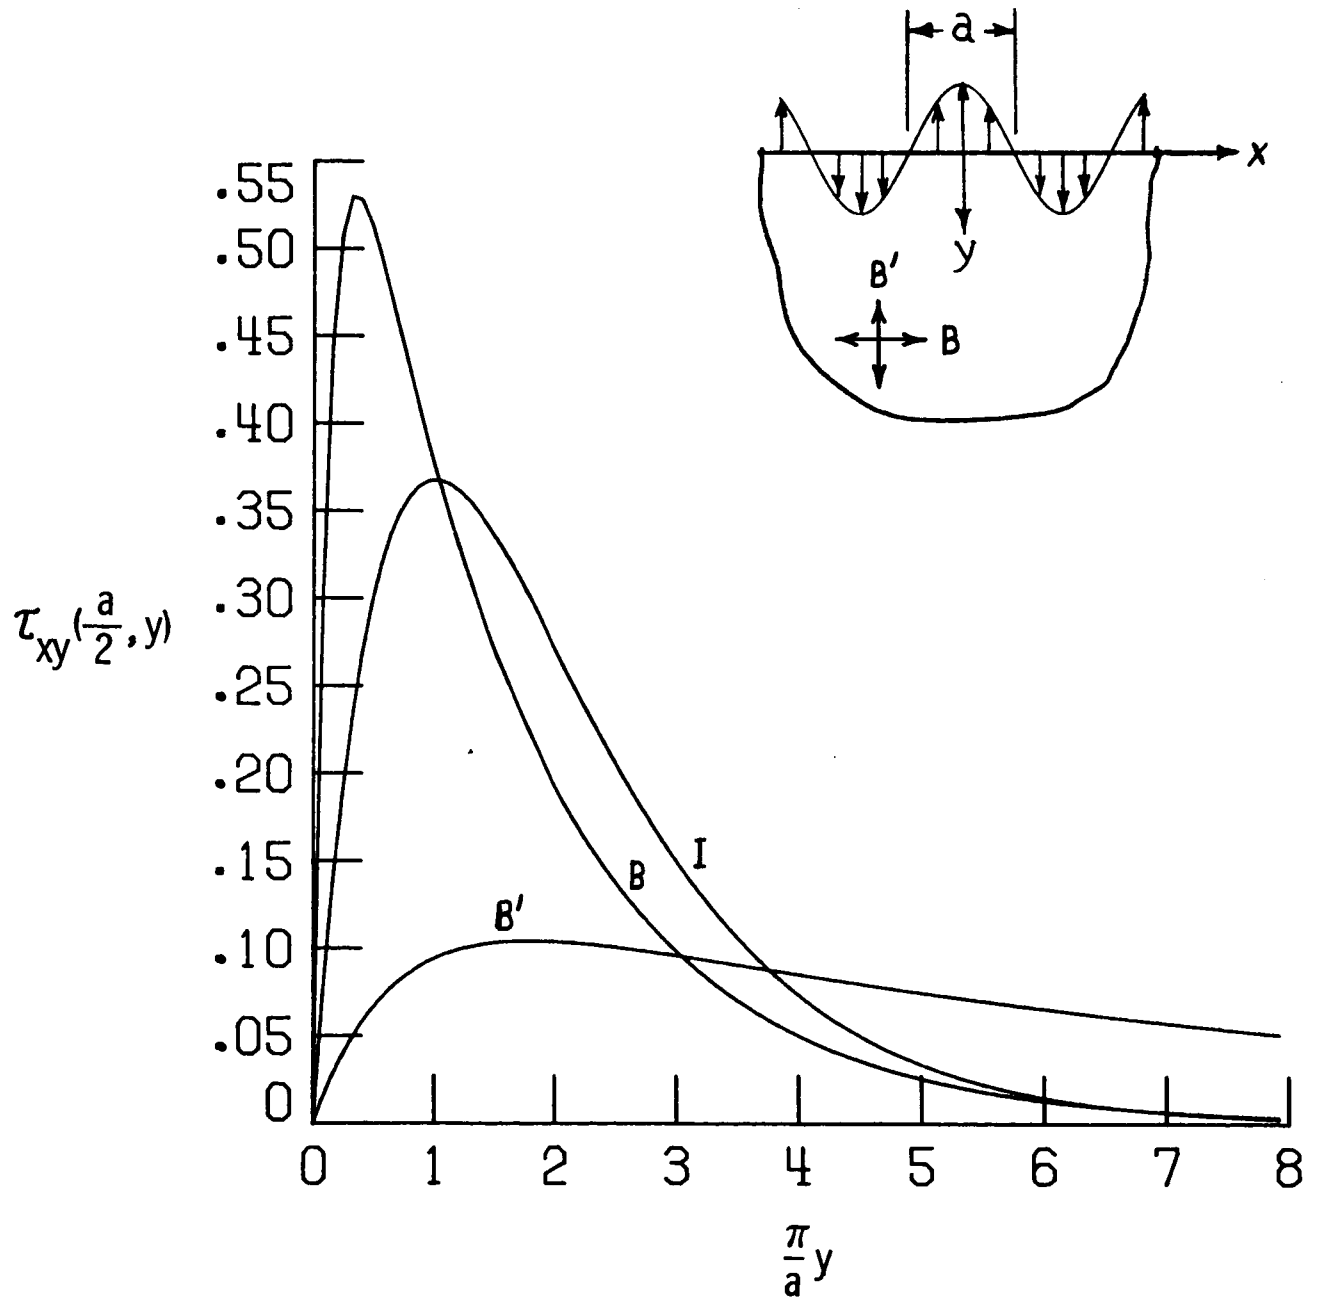 a
x
y
B'
B
.55
.50
.45
.40
.35
.30
.25
.20
.15
.10
.05
0
τxy(a/2, y)
I
B
B'
0 1 2 3 4 5 6 7 8
π/a y